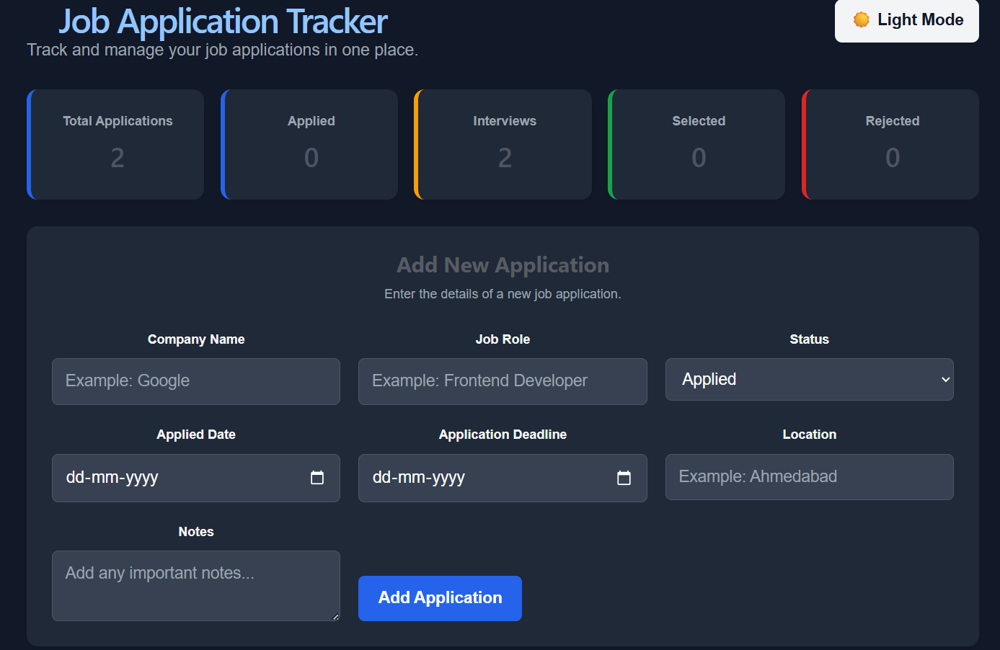 Job Application Tracker
Light Mode
Track and manage your job applications in one place.
Total Applications
2
Applied
0
Interviews
2
Selected
0
Rejected
0
Add New Application
Enter the details of a new job application.
Company Name
Example: Google
Job Role
Example: Frontend Developer
Status
Applied
Applied Date
dd-mm-yyyy
Application Deadline
dd-mm-yyyy
Location
Example: Ahmedabad
Notes
Add any important notes...
Add Application